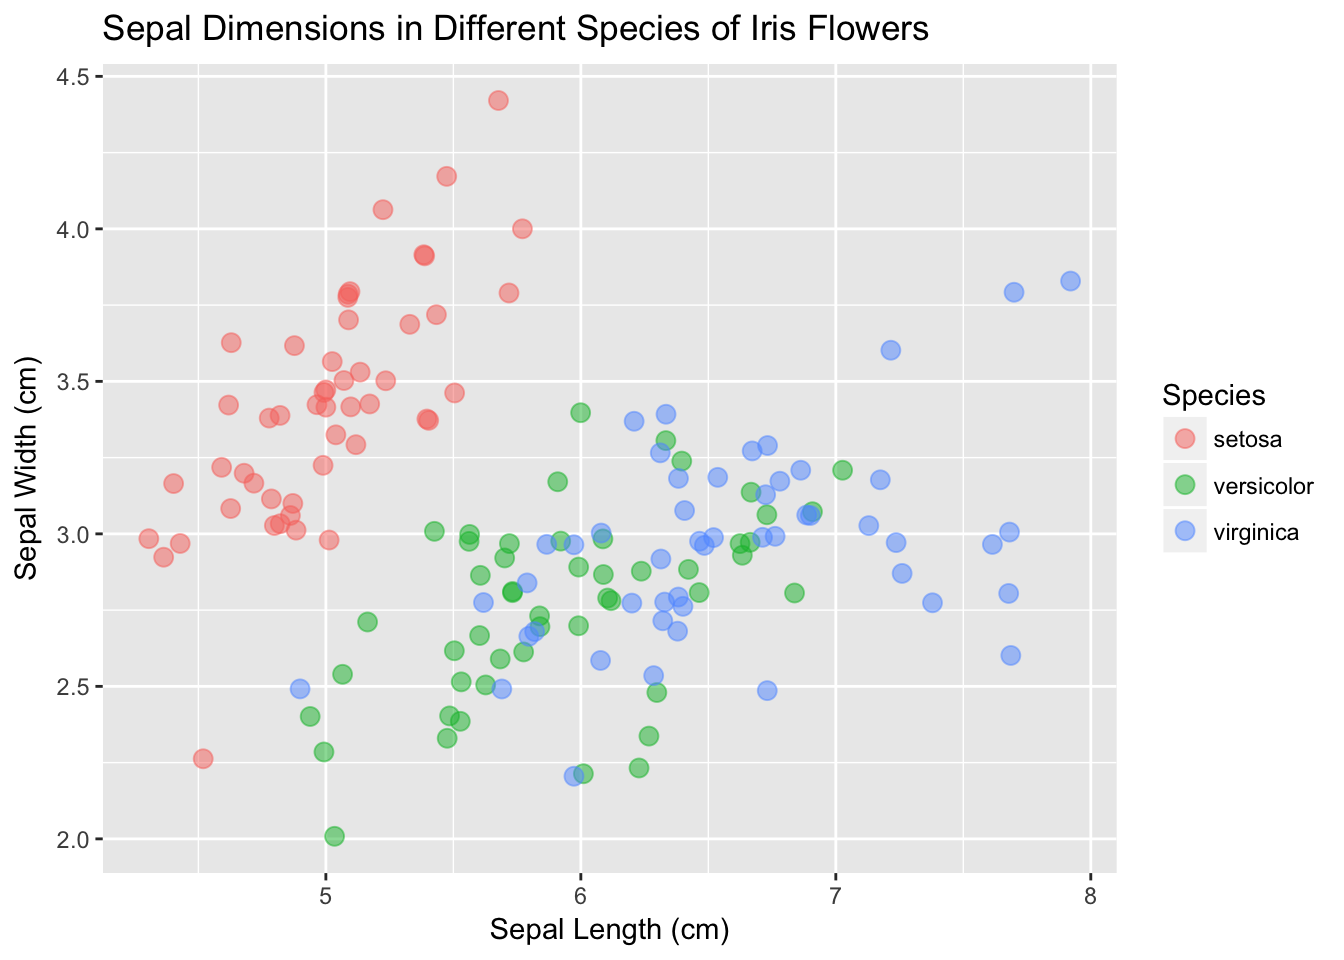 Sepal Dimensions in Different Species of Iris Flowers
4.5
4.0
3.5
3.0
2.5
2.0
Sepal Width (cm)
5 6 7 8
Sepal Length (cm)
Species
setosa
versicolor
virginica